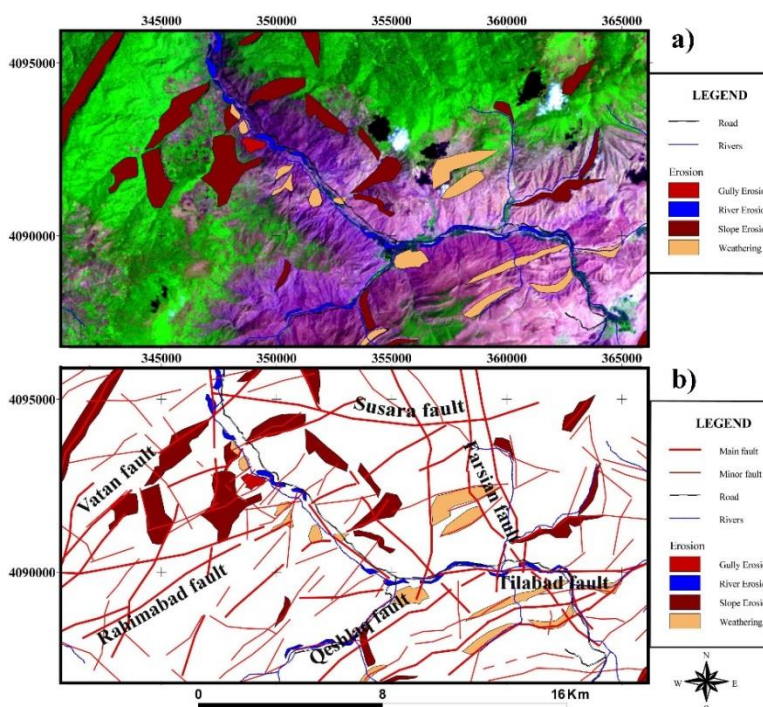 345000 350000 355000 360000 365000
a)
4095000
4090000
LEGEND
Road
Rivers
Erosion
Gully Erosio
River Erosio
Slope Erosio
Weathering
345000 350000 355000 360000 365000
b)
4095000
4090000
Susara fault
Vatan fault
Farsian fault
Rahimabad fault
Qeshlaq fault
Tilabad fault
LEGEND
Main fault
Minor fault
Road
Rivers
Erosion
Gully Erosio
River Erosio
Slope Erosio
Weathering
N
W E
S
0 8 16 Km